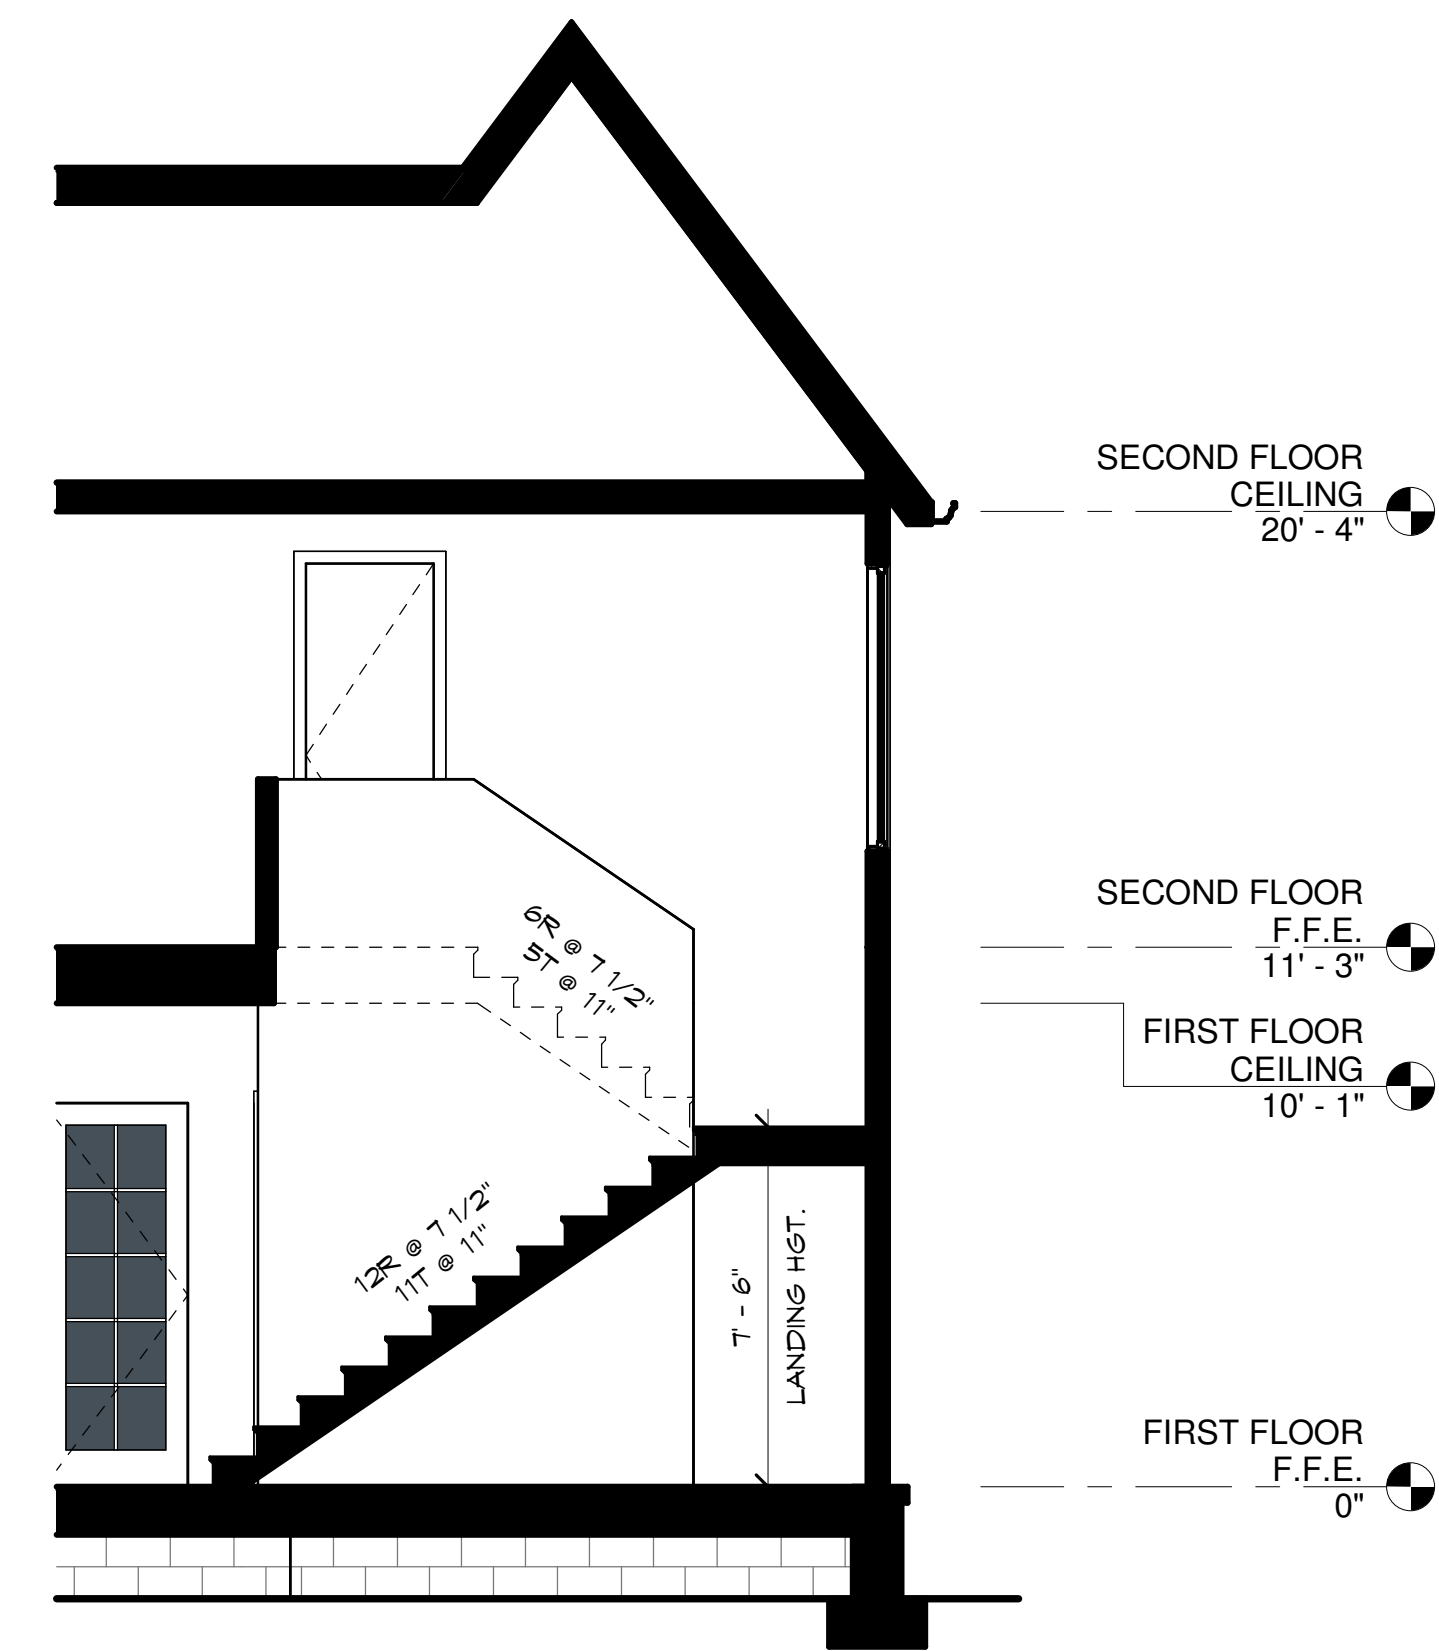 SECOND FLOOR
CEILING
20' - 4"
SECOND FLOOR
F.F.E.
11' - 3"
FIRST FLOOR
CEILING
10' - 1"
6R @ 7 1/2"
5T @ 11"
12R @ 7 1/2"
11T @ 11"
7' - 6"
LANDING HGT.
FIRST FLOOR
F.F.E.
0"